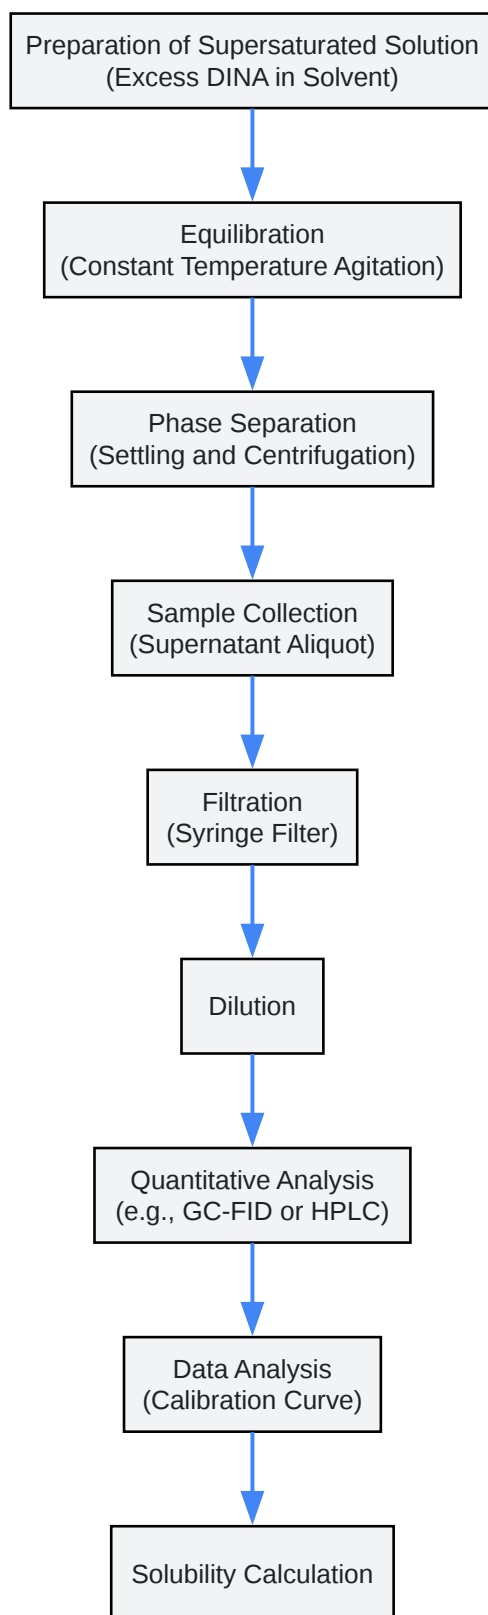 Preparation of Supersaturated Solution
(Excess DINA in Solvent)
Equilibration
(Constant Temperature Agitation)
Phase Separation
(Settling and Centrifugation)
Sample Collection
(Supernatant Aliquot)
Filtration
(Syringe Filter)
Dilution
Quantitative Analysis
(e.g., GC-FID or HPLC)
Data Analysis
(Calibration Curve)
Solubility Calculation